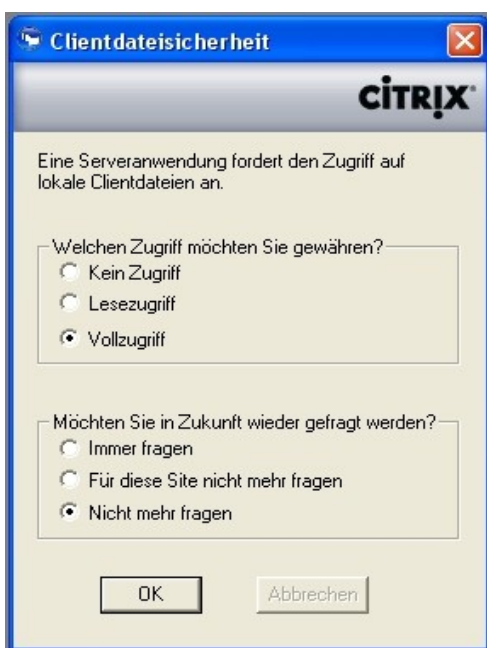 Clientdateisicherheit
CİTRỊX
Eine Serveranwendung fordert den Zugriff auf
lokale Clientdateien an.
Welchen Zugriff möchten Sie gewähren?
Kein Zugriff
Lesezugriff
Vollzugriff
Möchten Sie in Zukunft wieder gefragt werden?
Immer fragen
Für diese Site nicht mehr fragen
Nicht mehr fragen
OK Abbrechen